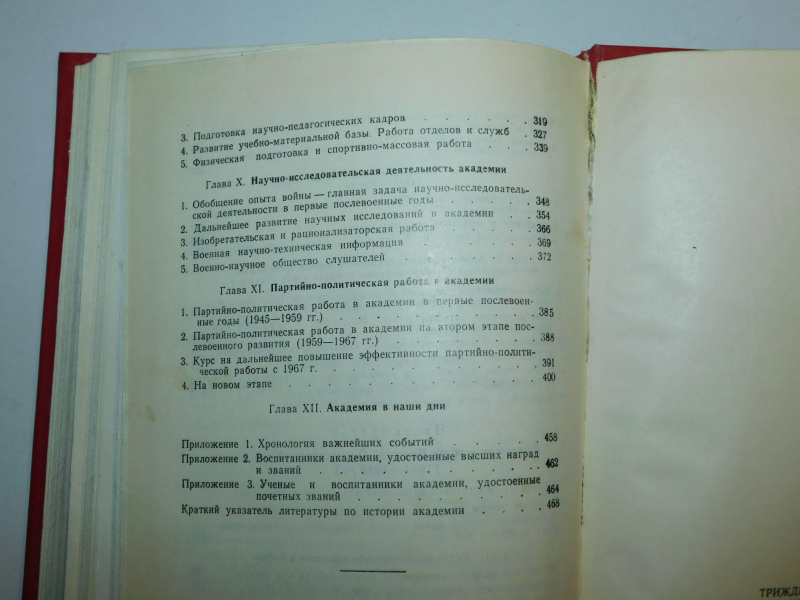 3. Подготовка научно-педагогических кадров . . . . . . 319
4. Развитие учебно-материальной базы. Работа отделов и служб . 327
5. Физическая подготовка и спортивно-массовая работа . . . 339
Глава X. Научно-исследовательская деятельность академии
1. Обобщение опыта войны — главная задача научно-исследователь-
ской деятельности в первые послевоенные годы . . . . . 348
2. Дальнейшее развитие научных исследований в академии . . 354
3. Изобретательская и рационализаторская работа . . . . . 366
4. Военная научно-техническая информация . . . . . . 369
5. Военно-научное общество слушателей . . . . . . . 372
Глава XI. Партийно-политическая работа в академии
1. Партийно-политическая работа в академии в первые послевоен-
ные годы (1945—1959 гг.) . . . . . . . . . 385
2. Партийно-политическая работа в академии на втором этапе пос-
левоенного развития (1959—1967 гг.) . . . . . . . 388
3. Курс на дальнейшее повышение эффективности партийно-полити-
ческой работы с 1967 г. . . . . . . . . . 391
4. На новом этапе . . . . . . . . . . . . 400
Глава XII. Академия в наши дни
Приложение 1. Хронология важнейших событий . . . . . 458
Приложение 2. Воспитанники академии, удостоенные высших наград
и званий . . . . . . . . . . 462
Приложение 3. Ученые и воспитанники академии, удостоенные
почетных званий . . . . . . . . . 464
Краткий указатель литературы по истории академии . . . . 468